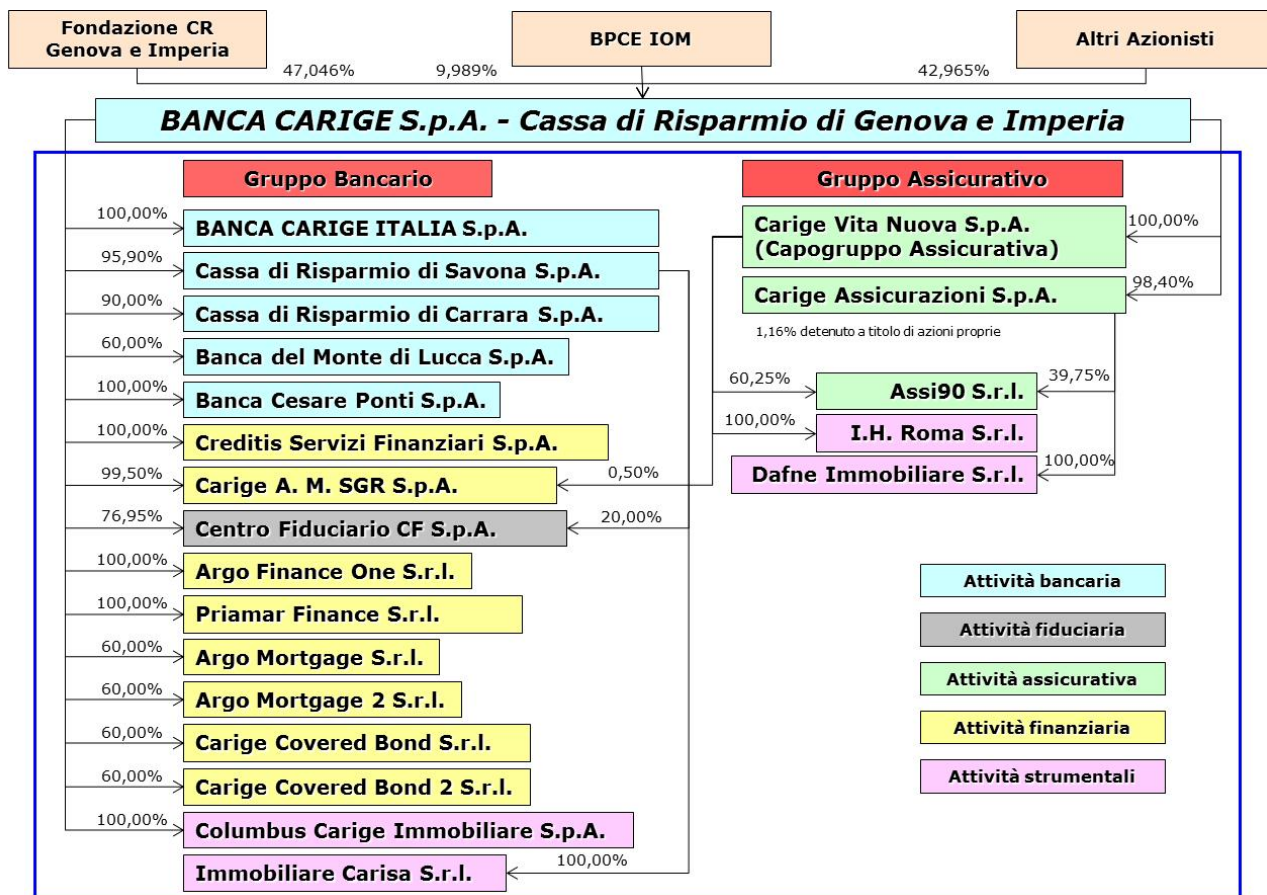 Fondazione CR
Genova e Imperia
BPCE IOM
Altri Azionisti
47,046%
9,989%
42,965%
BANCA CARIGE S.p.A. - Cassa di Risparmio di Genova e Imperia
Gruppo Bancario
100,00%
BANCA CARIGE ITALIA S.p.A.
95,90%
Cassa di Risparmio di Savona S.p.A.
90,00%
Cassa di Risparmio di Carrara S.p.A.
60,00%
Banca del Monte di Lucca S.p.A.
100,00%
Banca Cesare Ponti S.p.A.
100,00%
Creditis Servizi Finanziari S.p.A.
99,50%
Carige A. M. SGR S.p.A.
0,50%
76,95%
Centro Fiduciario CF S.p.A.
20,00%
100,00%
Argo Finance One S.r.l.
100,00%
Priamar Finance S.r.l.
60,00%
Argo Mortgage S.r.l.
60,00%
Argo Mortgage 2 S.r.l.
60,00%
Carige Covered Bond S.r.l.
60,00%
Carige Covered Bond 2 S.r.l.
100,00%
Columbus Carige Immobiliare S.p.A.
Immobiliare Carisa S.r.l.
100,00%
Gruppo Assicurativo
Carige Vita Nuova S.p.A.
(Capogruppo Assicurativa)
100,00%
Carige Assicurazioni S.p.A.
98,40%
1,16% detenuto a titolo di azioni proprie
60,25%
Assi90 S.r.l.
39,75%
100,00%
I.H. Roma S.r.l.
Dafne Immobiliare S.r.l.
100,00%
Attività bancaria
Attività fiduciaria
Attività assicurativa
Attività finanziaria
Attività strumentali